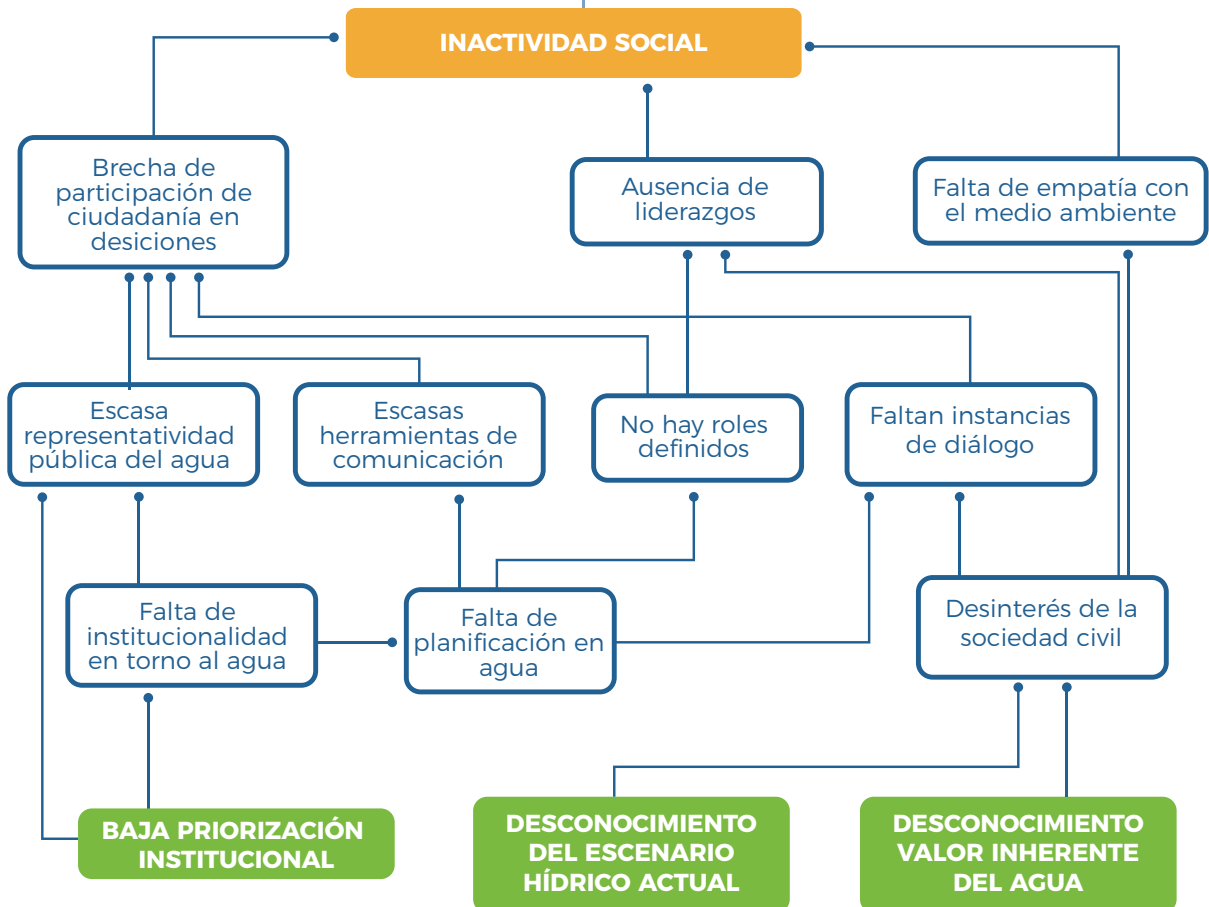 INACTIVIDAD SOCIAL
Brecha de
participación de
ciudadanía en
desiciones
Ausencia de
liderazgos
Falta de empatía con
el medio ambiente
Escasa
representatividad
pública del agua
Escasas
herramientas de
comunicación
No hay roles
definidos
Faltan instancias
de diálogo
Falta de
institucionalidad
en torno al agua
Falta de
planificación en
agua
Desinterés de la
sociedad civil
BAJA PRIORIZACIÓN
INSTITUCIONAL
DESCONOCIMIENTO
DEL ESCENARIO
HÍDRICO ACTUAL
DESCONOCIMIENTO
VALOR INHERENTE
DEL AGUA